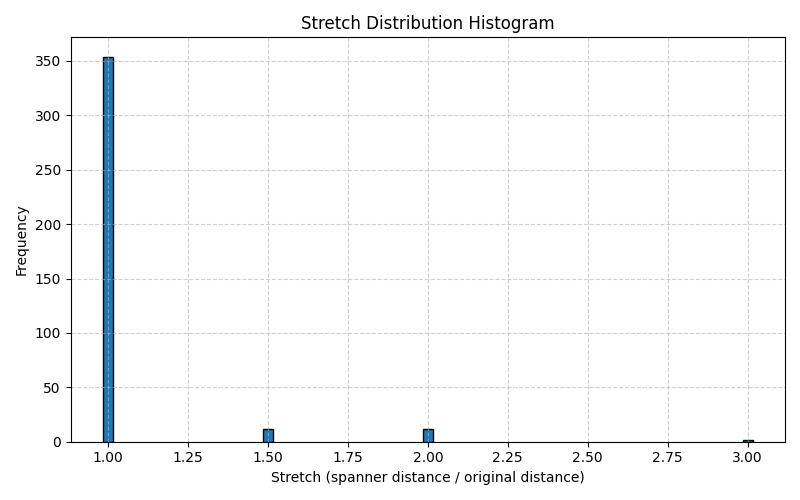 Stretch Distribution Histogram
Frequency
350
300
250
200
150
100
50
0
1.00 1.25 1.50 1.75 2.00 2.25 2.50 2.75 3.00
Stretch (spanner distance / original distance)